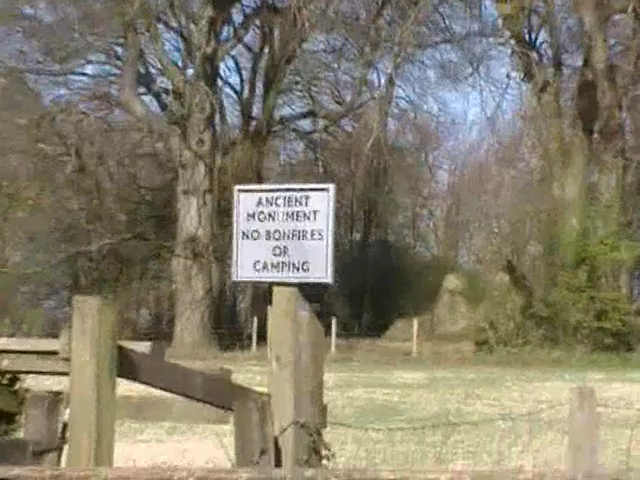 ANCIENT
MONUMENT
NO BONFIRES
OR
CAMPING